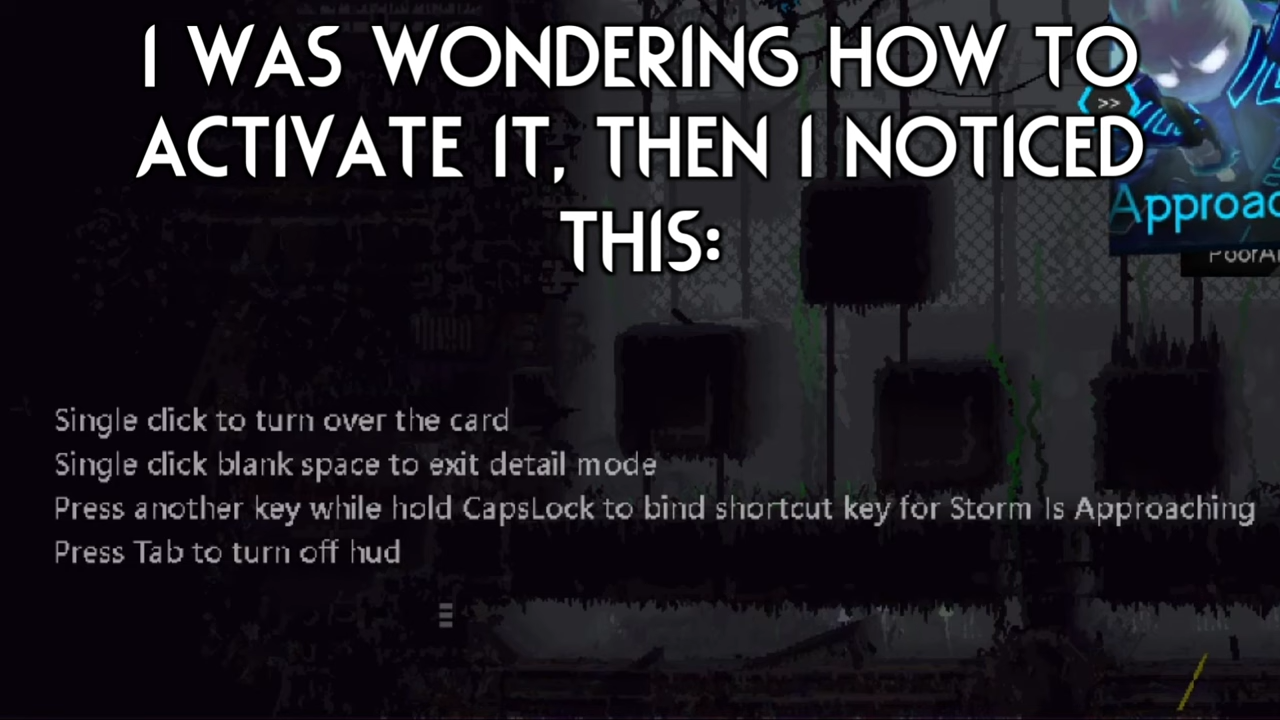 I WAS WONDERING HOW TO
ACTIVATE IT, THEN I NOTICED
THIS:
>>
Approac
PoorA
Single click to turn over the card
Single click blank space to exit detail mode
Press another key while hold CapsLock to bind shortcut key for Storm Is Approaching
Press Tab to turn off hud